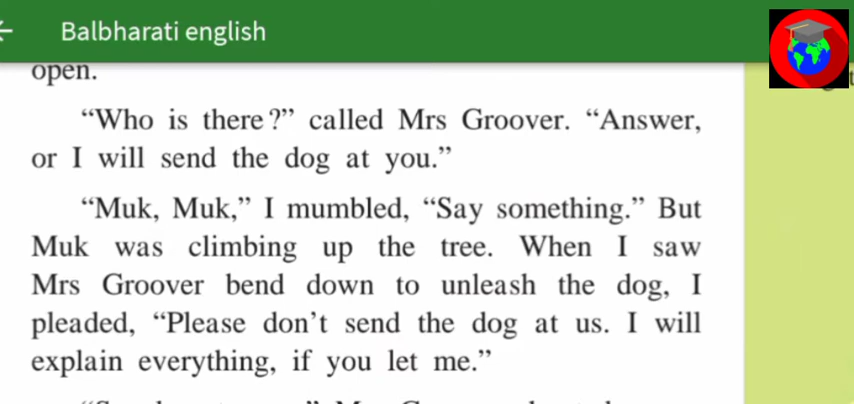 Balbharati english
open.
“Who is there?” called Mrs Groover. “Answer,
or I will send the dog at you.”
“Muk, Muk,” I mumbled, “Say something.” But
Muk was climbing up the tree. When I saw
Mrs Groover bend down to unleash the dog, I
pleaded, “Please don’t send the dog at us. I will
explain everything, if you let me.”